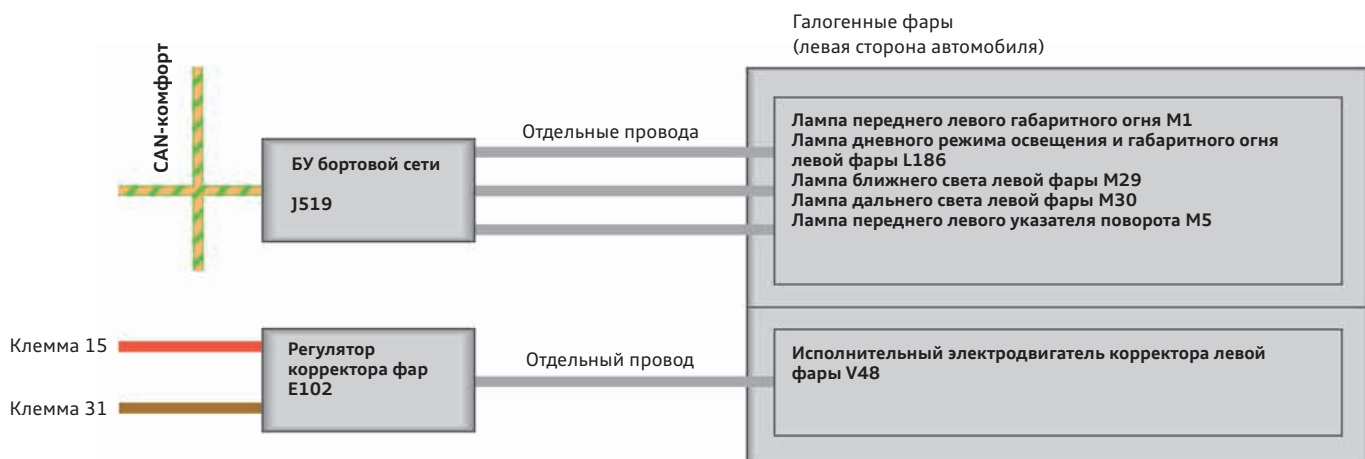 Галогенные фары
(левая сторона автомобиля)
CAN-комфорт
БУ бортовой сети
J519
Отдельные провода
Лампа переднего левого габаритного огня M1
Лампа дневного режима освещения и габаритного огня
левой фары L186
Лампа ближнего света левой фары M29
Лампа дальнего света левой фары M30
Лампа переднего левого указателя поворота M5
Клемма 15
Клемма 31
Регулятор
корректора фар
E102
Отдельный провод
Исполнительный электродвигатель корректора левой
фары V48